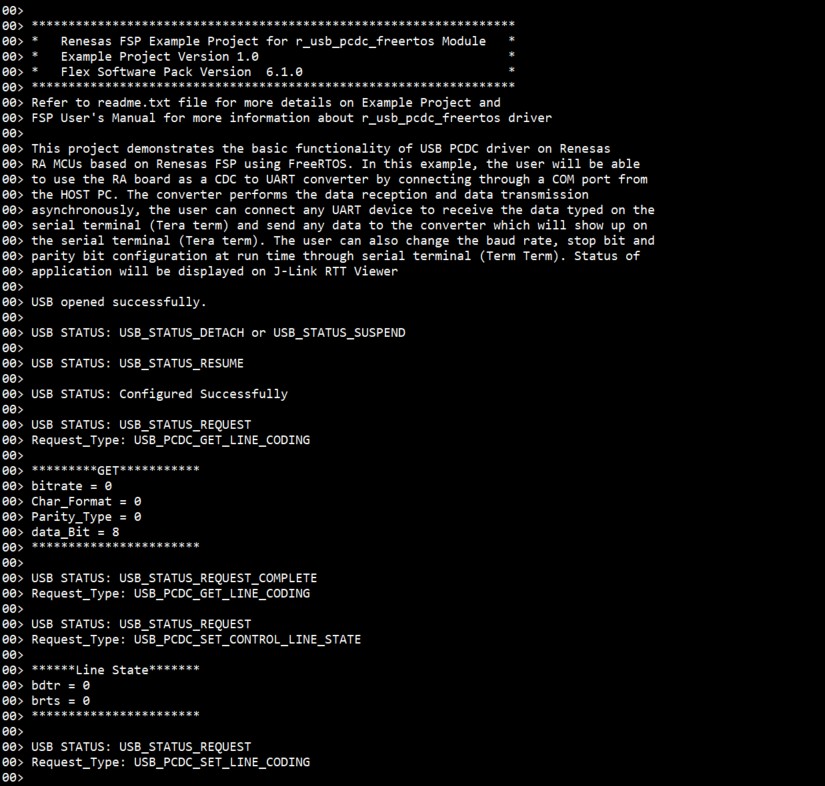 00>
00> ******************************************************************
00> *   Renesas FSP Example Project for r_usb_pcdc_freertos Module   *
00> *   Example Project Version 1.0                                  *
00> *   Flex Software Pack Version  6.1.0                            *
00> ******************************************************************
00> Refer to readme.txt file for more details on Example Project and
00> FSP User's Manual for more information about r_usb_pcdc_freertos driver
00>
00> This project demonstrates the basic functionality of USB PCDC driver on Renesas
00> RA MCUs based on Renesas FSP using FreeRTOS. In this example, the user will be able
00> to use the RA board as a CDC to UART converter by connecting through a COM port from
00> the HOST PC. The converter performs the data reception and data transmission
00> asynchronously, the user can connect any UART device to receive the data typed on the
00> serial terminal (Tera term) and send any data to the converter which will show up on
00> the serial terminal (Tera term). The user can also change the baud rate, stop bit and
00> parity bit configuration at run time through serial terminal (Term Term). Status of
00> application will be displayed on J-Link RTT Viewer
00>
00> USB opened successfully.
00>
00> USB STATUS: USB_STATUS_DETACH or USB_STATUS_SUSPEND
00>
00> USB STATUS: USB_STATUS_RESUME
00>
00> USB STATUS: Configured Successfully
00>
00> USB STATUS: USB_STATUS_REQUEST
00> Request_Type: USB_PCDC_GET_LINE_CODING
00>
00> *********GET***********
00> bitrate = 0
00> Char_Format = 0
00> Parity_Type = 0
00> data_Bit = 8
00> ***********************
00>
00> USB STATUS: USB_STATUS_REQUEST_COMPLETE
00> Request_Type: USB_PCDC_GET_LINE_CODING
00>
00> USB STATUS: USB_STATUS_REQUEST
00> Request_Type: USB_PCDC_SET_CONTROL_LINE_STATE
00>
00> ******Line State*******
00> bdtr = 0
00> brts = 0
00> ***********************
00>
00> USB STATUS: USB_STATUS_REQUEST
00> Request_Type: USB_PCDC_SET_LINE_CODING
00>